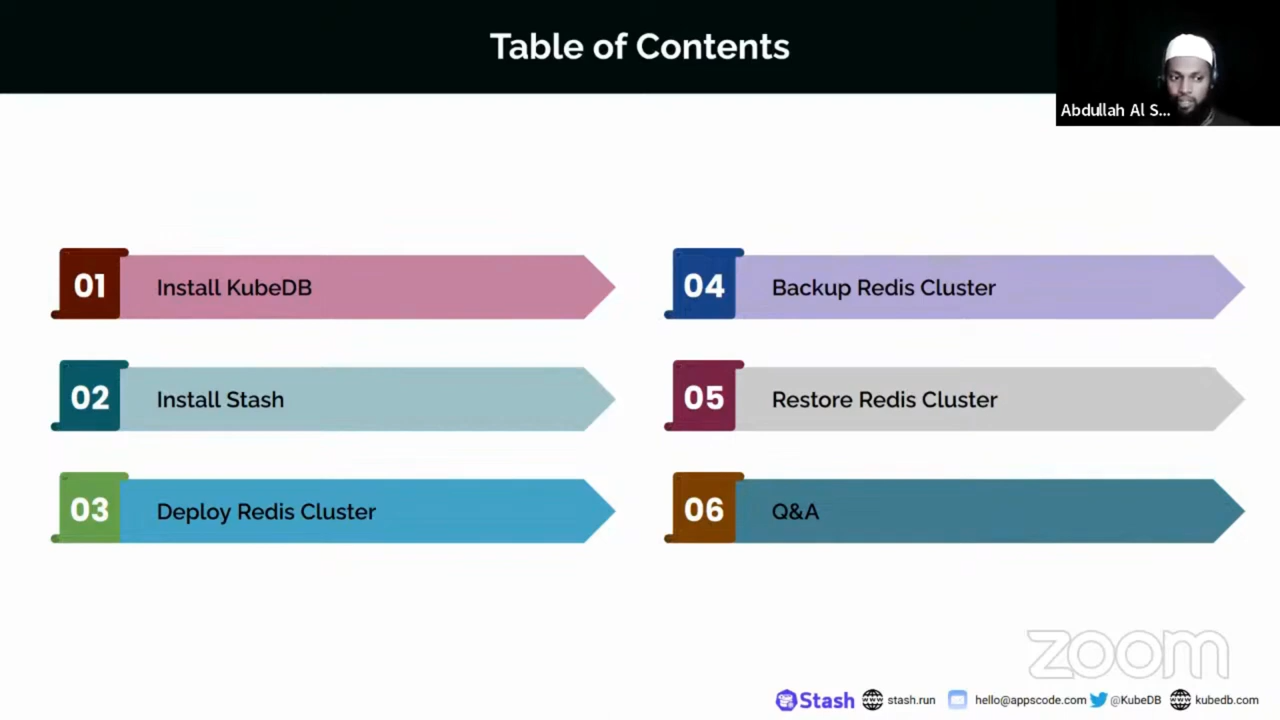 Table of Contents
Abdullah Al S...
01 Install KubeDB
02 Install Stash
03 Deploy Redis Cluster
04 Backup Redis Cluster
05 Restore Redis Cluster
06 Q&A
zoom
Stash stash.run hello@appscode.com @KubeDB kubedb.com